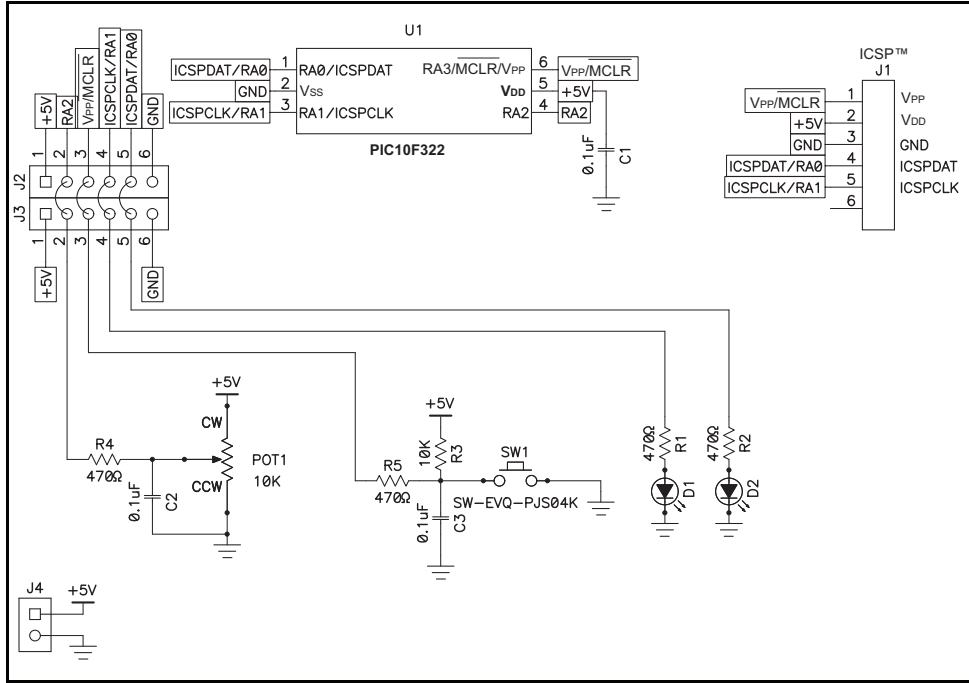 U1
+5V
RA2
VPP/MCLR
ICSPCLK/RA1
ICSPDAT/RA0
GND
1
2
3
4
5
6
J2
J3
1
2
3
4
5
6
+5V
GND
ICSPDAT/RA0
1
RA0/ICSPDAT
GND
2
VSS
ICSPCLK/RA1
3
RA1/ICSPCLK
RA3/MCLR/VPP
6
VPP/MCLR
VDD
5
+5V
RA2
4
RA2
PIC10F322
0.1uF
C1
ICSP™
J1
VPP/MCLR
1
VPP
+5V
2
VDD
GND
3
GND
ICSPDAT/RA0
4
ICSPDAT
ICSPCLK/RA1
5
ICSPCLK
6
+5V
CW
R4
470Ω
POT1
10K
CCW
0.1uF
C2
+5V
10K
R3
R5
470Ω
SW1
SW-EVQ-PJS04K
0.1uF
C3
470Ω
R1
470Ω
R2
D1
D2
J4
+5V